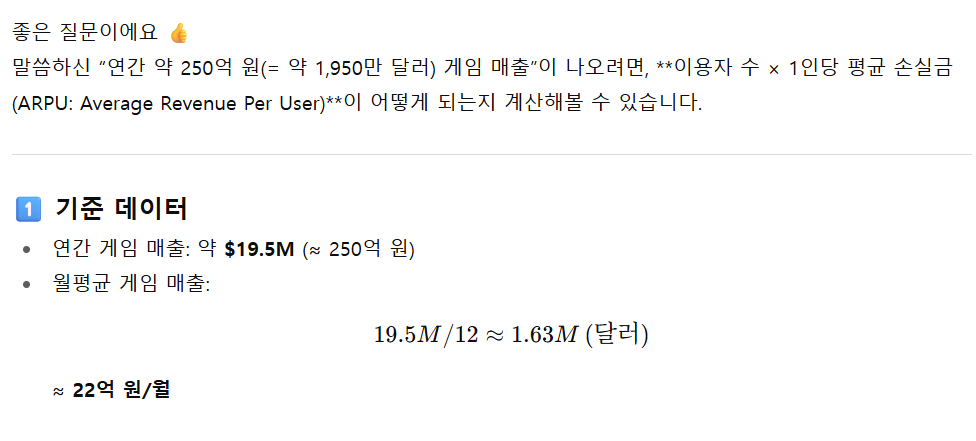 좋은 질문이에요 👍
말씀하신 “연간 약 250억 원(= 약 1,950만 달러) 게임 매출”이 나오려면, **이용자 수 × 1인당 평균 손실금
(ARPU: Average Revenue Per User)**이 어떻게 되는지 계산해볼 수 있습니다.
1️⃣ 기준 데이터
• 연간 게임 매출: 약 $19.5M (≈ 250억 원)
• 월평균 게임 매출:
19.5M/12 ≈ 1.63M (달러)
≈ 22억 원/월